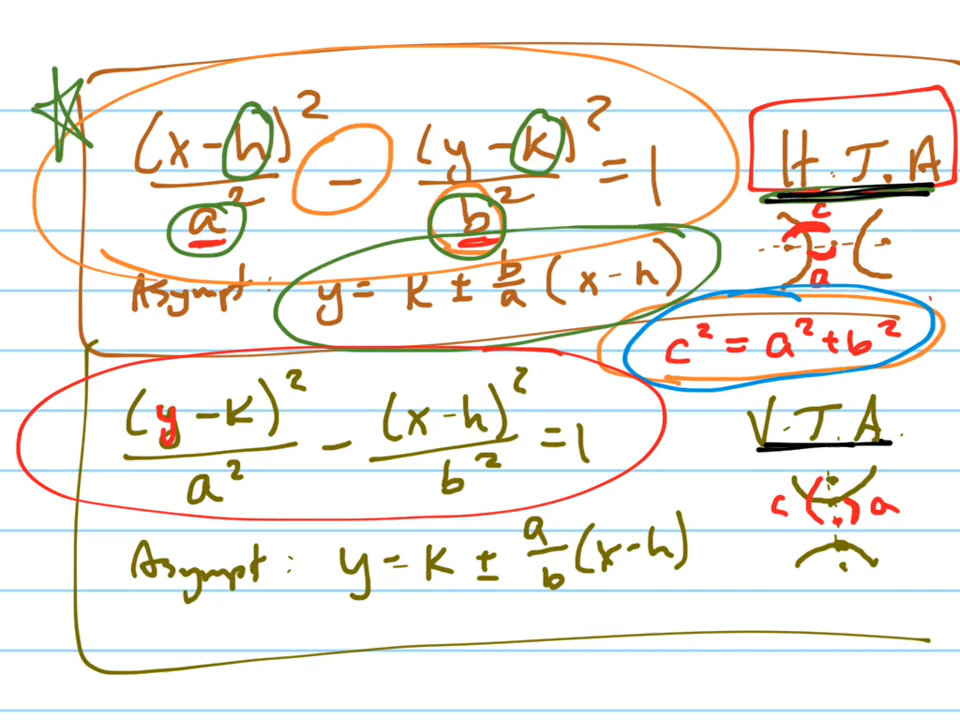 (x-h)²/a² - (y-k)²/b² = 1 H.T.A
c
a
Asympt: y = k ± b/a (x-h)
c² = a² + b²
(y-k)²/a² - (x-h)²/b² = 1 V.T.A.
c a
Asympt: y = k ± a/b (x-h)